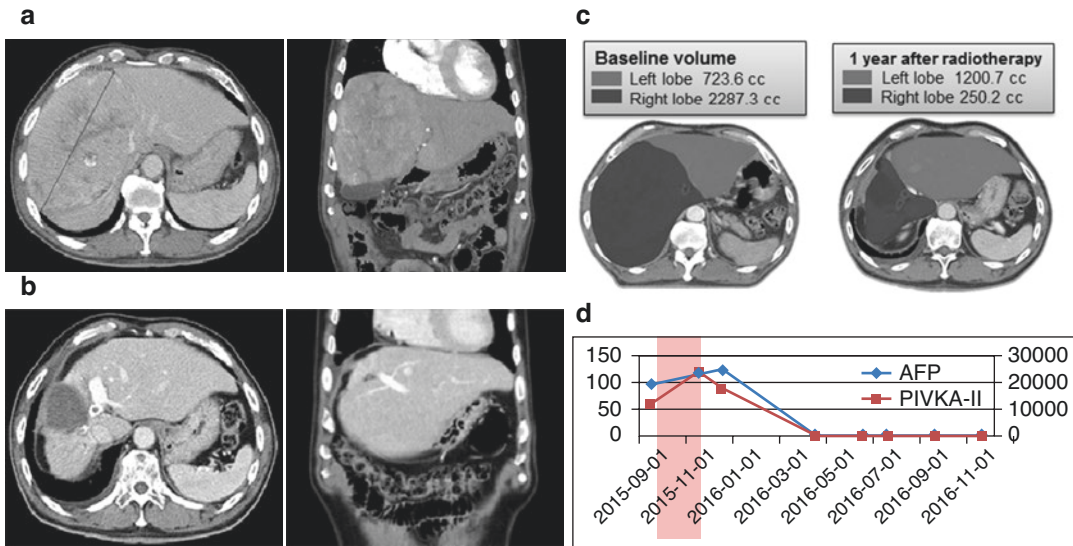 a
b
c
Baseline volume
Left lobe 723.6 cc
Right lobe 2287.3 cc
1 year after radiotherapy
Left lobe 1200.7 cc
Right lobe 250.2 cc
d
150
100
50
0
30000
20000
10000
0
AFP
PIVKA-II
2015-09-01
2015-11-01
2016-01-01
2016-03-01
2016-05-01
2016-07-01
2016-09-01
2016-11-01